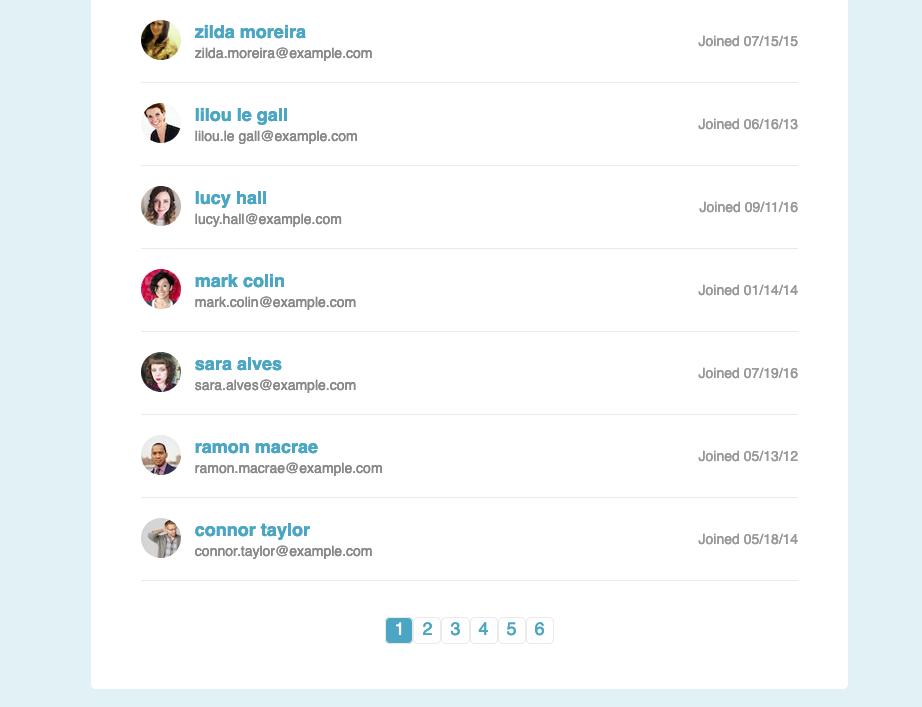 zilda moreira
zilda.moreira@example.com
Joined 07/15/15
lilou le gall
lilou.le gall@example.com
Joined 06/16/13
lucy hall
lucy.hall@example.com
Joined 09/11/16
mark colin
mark.colin@example.com
Joined 01/14/14
sara alves
sara.alves@example.com
Joined 07/19/16
ramon macrae
ramon.macrae@example.com
Joined 05/13/12
connor taylor
connor.taylor@example.com
Joined 05/18/14
1 2 3 4 5 6